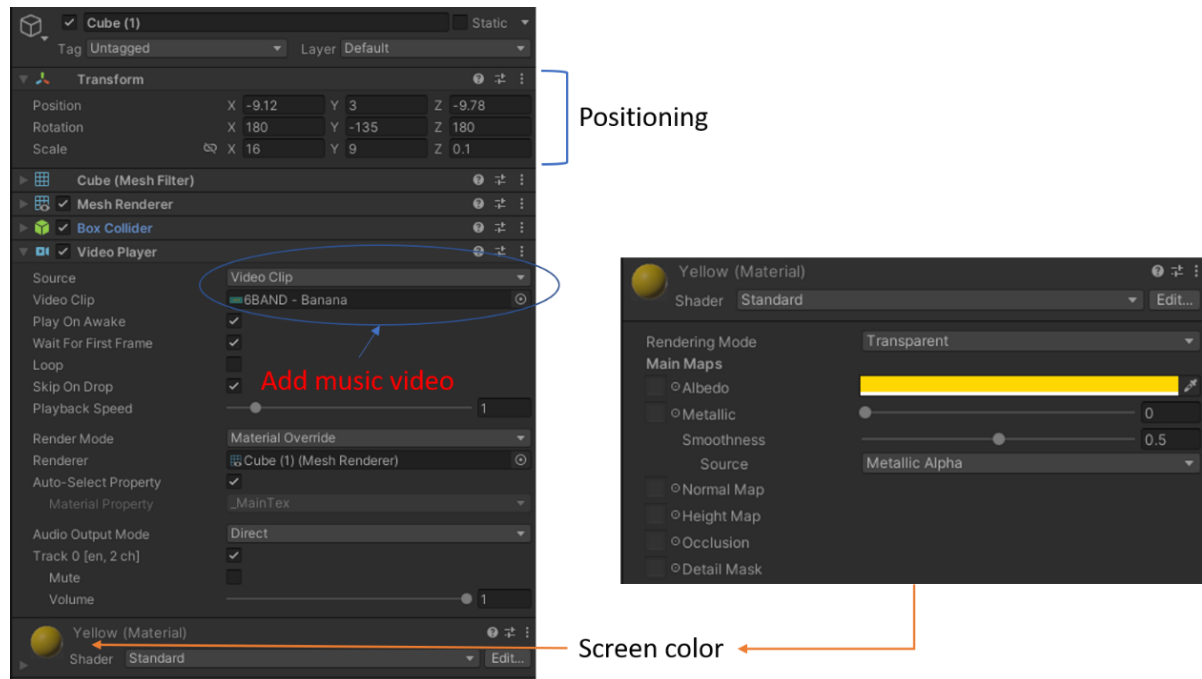 Cube (1) Static
Tag Untagged Layer Default
Transform
Position X -9.12 Y 3 Z -9.78
Rotation X 180 Y -135 Z 180
Scale X 16 Y 9 Z 0.1
Cube (Mesh Filter)
Mesh Renderer
Box Collider
Video Player
Source Video Clip
Video Clip 6BAND - Banana
Play On Awake
Wait For First Frame
Loop
Skip On Drop
Playback Speed 1
Render Mode Material Override
Renderer Cube (1) (Mesh Renderer)
Auto-Select Property
Material Property _MainTex
Audio Output Mode Direct
Track 0 [en, 2 ch]
Mute
Volume 1
Yellow (Material)
Shader Standard Edit...
Positioning
Add music video
Yellow (Material)
Shader Standard Edit...
Rendering Mode Transparent
Main Maps
Albedo
Metallic 0
Smoothness 0.5
Source Metallic Alpha
Normal Map
Height Map
Occlusion
Detail Mask
Screen color